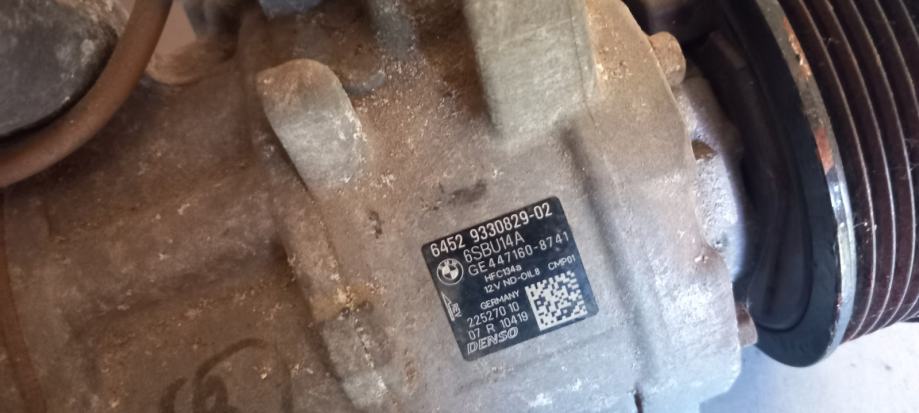 6452 9330829-02
6SBU14A
GE447160-8741
HFC134a
12V ND-OIL8 CMP01
GERMANY
225270 10
07 R 10419
DENSO